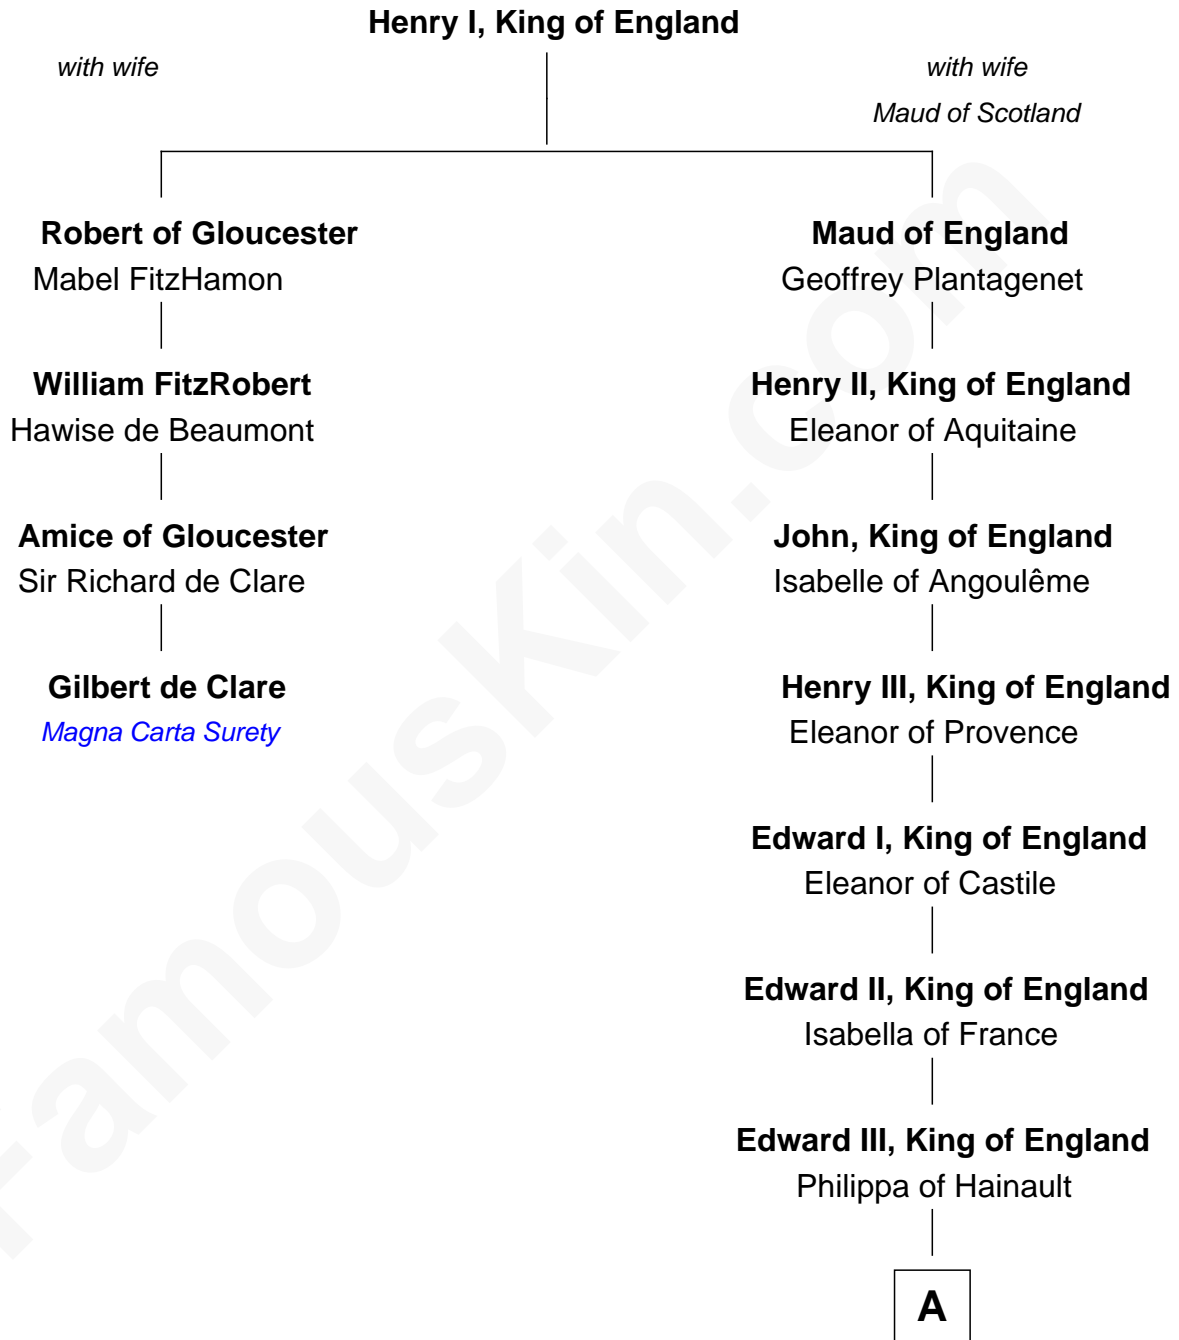 Henry I, King of England
with wife
with wife
Maud of Scotland
Robert of Gloucester
Mabel FitzHamon
William FitzRobert
Hawise de Beaumont
Amice of Gloucester
Sir Richard de Clare
Gilbert de Clare
Magna Carta Surety
Maud of England
Geoffrey Plantagenet
Henry II, King of England
Eleanor of Aquitaine
John, King of England
Isabelle of Angoulême
Henry III, King of England
Eleanor of Provence
Edward I, King of England
Eleanor of Castile
Edward II, King of England
Isabella of France
Edward III, King of England
Philippa of Hainault
A
FamousKin.com